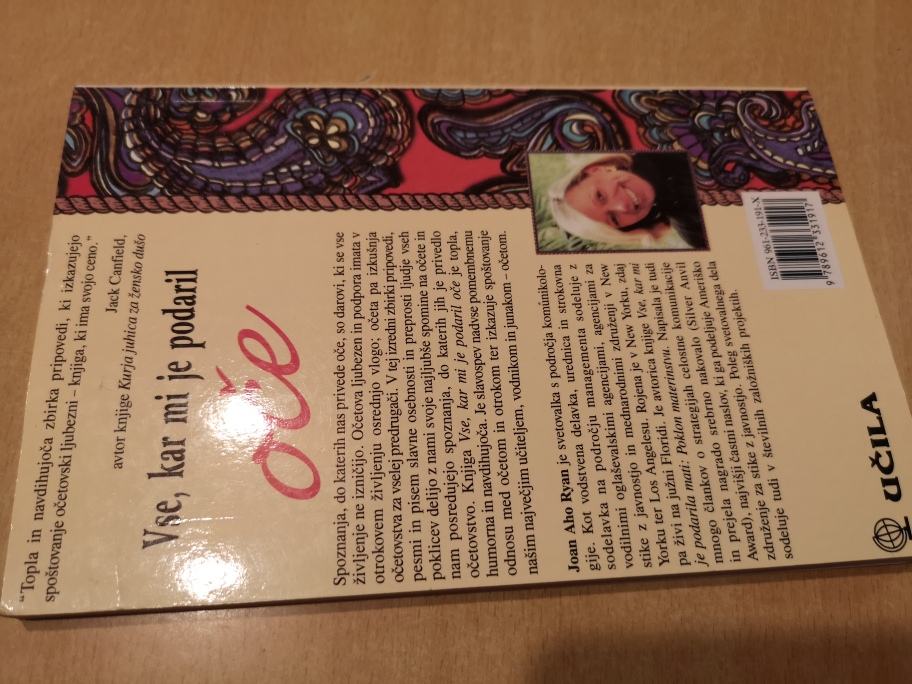 “Topla in navdihujoča zbirka pripovedi, ki izkazujejo
spoštovanje očetovski ljubezni – knjiga, ki ima svojo ceno.”
Jack Canfield,
avtor knjige Kurja juhica za žensko dušo
Vse, kar mi je podaril
oče
Spoznanja, do katerih nas privede oče, so darovi, ki se vse
življenje ne izničijo. Očetova ljubezen in podpora imata v
otrokovem življenju osrednjo vlogo; očeta pa izkušnja
očetovstva za vselej predrugači. V tej izredni zbirki pripovedi,
pesmi in pisem slavne osebnosti in preprosti ljudje vseh
poklicev delijo z nami svoje najljubše spomine na očete in
nam posredujejo spoznanja, do katerih jih je privedlo
očetovstvo. Knjiga Vse, kar mi je podaril oče je topla,
humorna in navdihujoča. Je slavospev nadvse pomembnemu
odnosu med očetom in otrokom ter izkazuje spoštovanje
našim največjim učiteljem, vodnikom in junakom – očetom.
Joan Aho Ryan je svetovalka s področja komunikolo-
gije. Kot vodstvena delavka, urednica in strokovna
sodelavka na področju managementa sodeluje z
vodilnimi oglaševalskimi agencijami, agencijami za
stike z javnostjo in mednarodnimi združenji v New
Yorku ter Los Angelesu. Rojena je v New Yorku, zdaj
pa živi na južni Floridi. Je avtorica knjige Vse, kar mi
je podarila mati: Poklon materinstvu. Napisala je tudi
mnogo člankov o strategijah celostne komunikacije
in prejela nagrado srebrno nakovalo (Silver Anvil
Award), najvišji častni naslov, ki ga podeljuje Ameriško
združenje za stike z javnostjo. Poleg svetovalnega dela
sodeluje tudi v številnih založniških projektih.
ISBN 961-233-191-X
9 789612 331917
UČILA